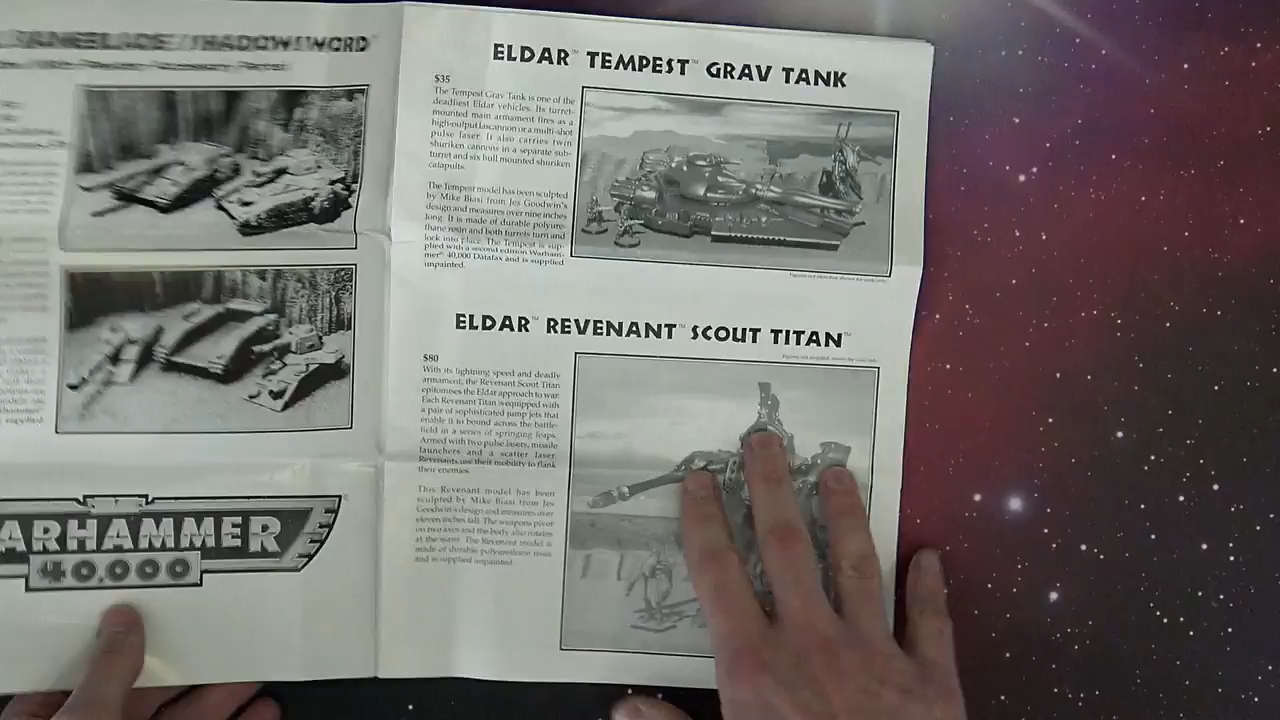 /SHADOWSWORD™
ARHAMMER®
40,000
ELDAR™ TEMPEST™ GRAV TANK
$35
The Tempest Grav Tank is one of the
deadliest Eldar vehicles. Its turret-
mounted main armament fires as a
high-output lascannon or a multi-shot
pulse laser. It also carries twin
shuriken cannons in a separate sub-
turret and six hull mounted shuriken
catapults.
The Tempest model has been sculpted
by Mike Biasi from Jes Goodwin's
design and measures over nine inches
long. It is made of durable polyure-
thane resin and both turrets turn and
lock into place. The Tempest is sup-
plied with a second edition Warham-
mer® 40,000 Datafax and is supplied
unpainted.
ELDAR™ REVENANT™ SCOUT TITAN™
$80
With its lightning speed and deadly
armament, the Revenant Scout Titan
epitomises the Eldar approach to war.
Each Revenant Titan is equipped with
a pair of sophisticated jump jets that
enable it to bound across the battle-
field in a series of springing leaps.
Armed with two pulse lasers, missile
launchers and a scatter laser,
Revenants use their mobility to flank
their enemies.
This Revenant model has been
sculpted by Mike Biasi from Jes
Goodwin's design and measures over
eleven inches tall. The weapons pivot
on two axes and the body also rotates
at the waist. The Revenant model is
made of durable polyurethane resin
and is supplied unpainted.